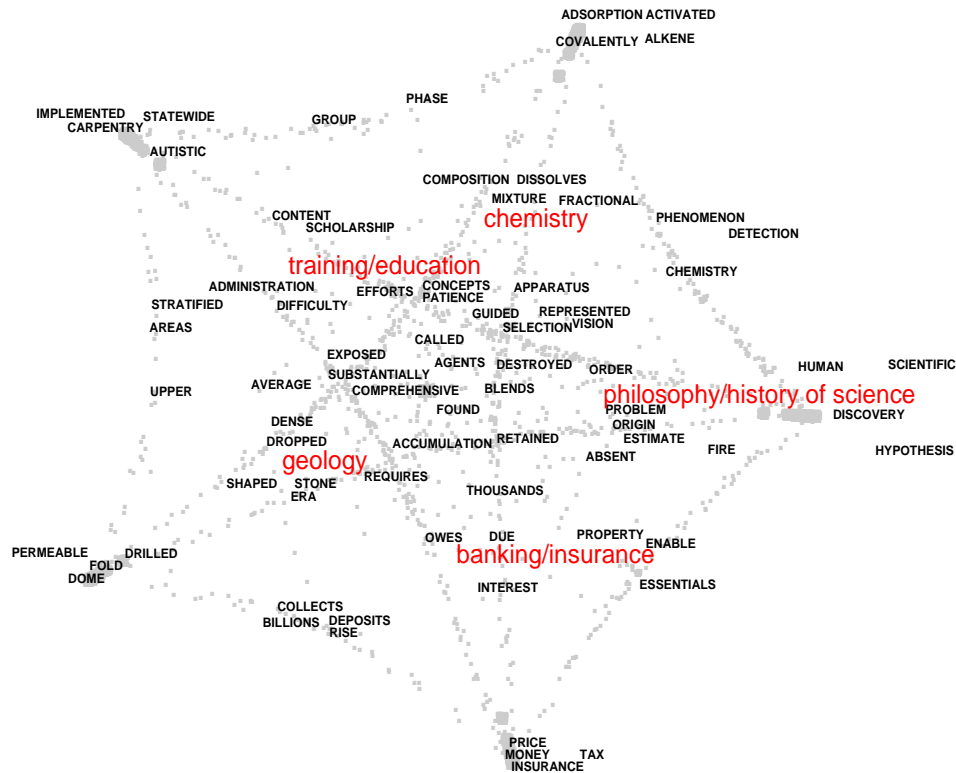 ADSORPTION ACTIVATED
COVALENTLY ALKENE
PHASE
IMPLEMENTED STATEWIDE GROUP
CARPENTRY
AUTISTIC
COMPOSITION DISSOLVES
MIXTURE FRACTIONAL
CONTENT chemistry PHENOMENON
SCHOLARSHIP DETECTION
training/education CHEMISTRY
ADMINISTRATION EFFORTS CONCEPTS APPARATUS
STRATIFIED DIFFICULTY PATIENCE
GUIDED REPRESENTED
AREAS SELECTION VISION
CALLED
EXPOSED AGENTS DESTROYED ORDER HUMAN SCIENTIFIC
SUBSTANTIALLY
UPPER AVERAGE COMPREHENSIVE BLENDS philosophy/history of science
FOUND PROBLEM DISCOVERY
DENSE ORIGIN
DROPPED ACCUMULATION RETAINED ESTIMATE
geology ABSENT FIRE HYPOTHESIS
SHAPED STONE REQUIRES
ERA THOUSANDS
OWES DUE PROPERTY ENABLE
PERMEABLE DRILLED banking/insurance
FOLD
DOME INTEREST ESSENTIALS
COLLECTS
BILLIONS DEPOSITS
RISE
PRICE
MONEY TAX
INSURANCE